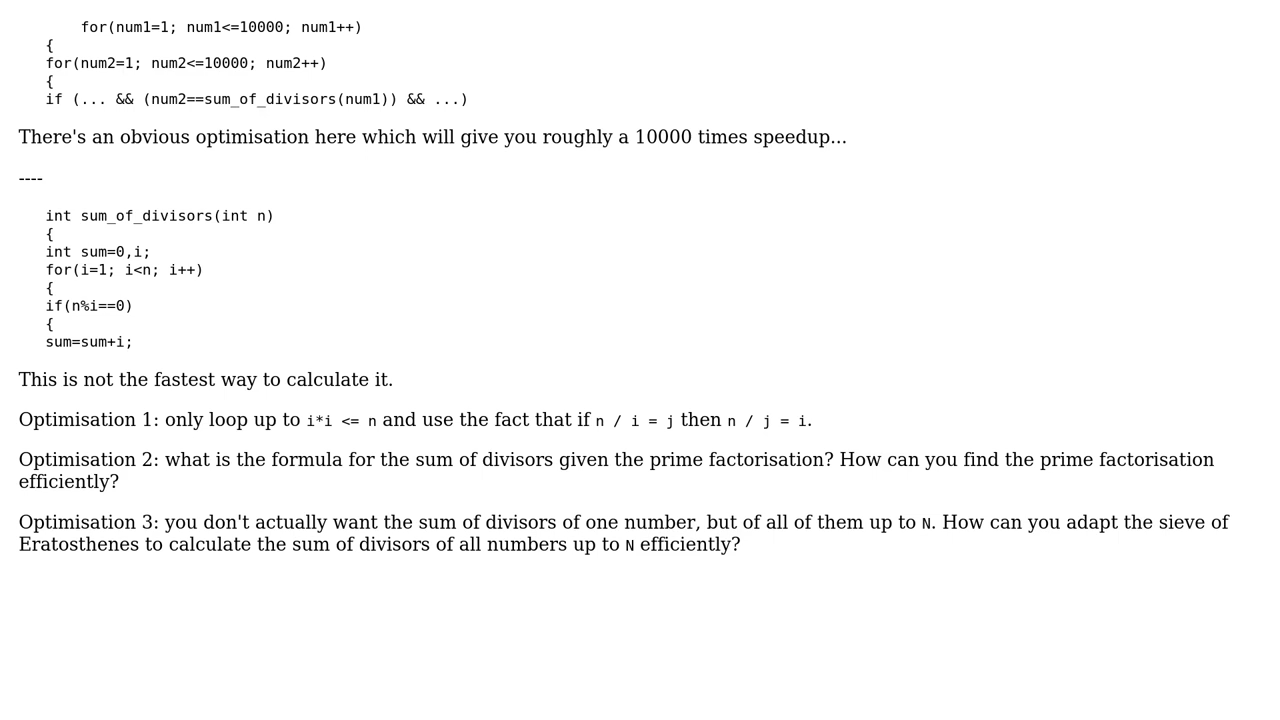 for(num1=1; num1<=10000; num1++)
{
for(num2=1; num2<=10000; num2++)
{
if (... && (num2==sum_of_divisors(num1)) && ...)
There's an obvious optimisation here which will give you roughly a 10000 times speedup...
----
int sum_of_divisors(int n)
{
int sum=0,i;
for(i=1; i<n; i++)
{
if(n%i==0)
{
sum=sum+i;
This is not the fastest way to calculate it.
Optimisation 1: only loop up to i*i <= n and use the fact that if n / i = j then n / j = i.
Optimisation 2: what is the formula for the sum of divisors given the prime factorisation? How can you find the prime factorisation
efficiently?
Optimisation 3: you don't actually want the sum of divisors of one number, but of all of them up to N. How can you adapt the sieve of
Eratosthenes to calculate the sum of divisors of all numbers up to N efficiently?